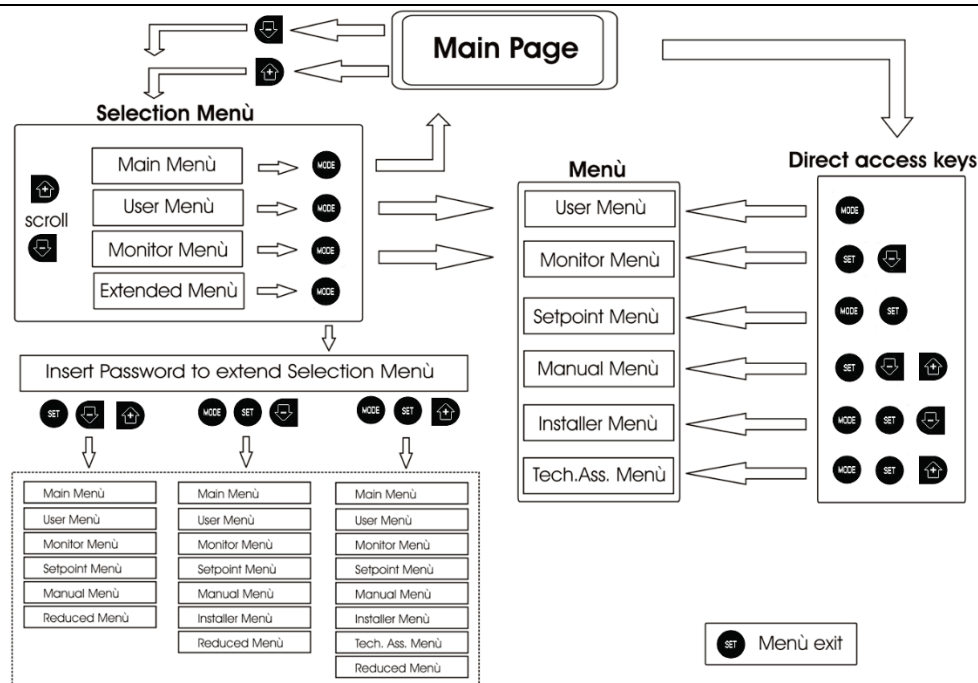 Main Page
Selection Menù
scroll
Main Menù MODE
User Menù MODE
Monitor Menù MODE
Extended Menù MODE
Insert Password to extend Selection Menù
SET - +
MODE SET -
MODE SET +
Main Menù
User Menù
Monitor Menù
Setpoint Menù
Manual Menù
Reduced Menù
Main Menù
User Menù
Monitor Menù
Setpoint Menù
Manual Menù
Installer Menù
Reduced Menù
Main Menù
User Menù
Monitor Menù
Setpoint Menù
Manual Menù
Installer Menù
Tech. Ass. Menù
Reduced Menù
Menù
User Menù
Monitor Menù
Setpoint Menù
Manual Menù
Installer Menù
Tech.Ass. Menù
Direct access keys
MODE
SET -
MODE SET
SET - +
MODE SET -
MODE SET +
SET Menù exit